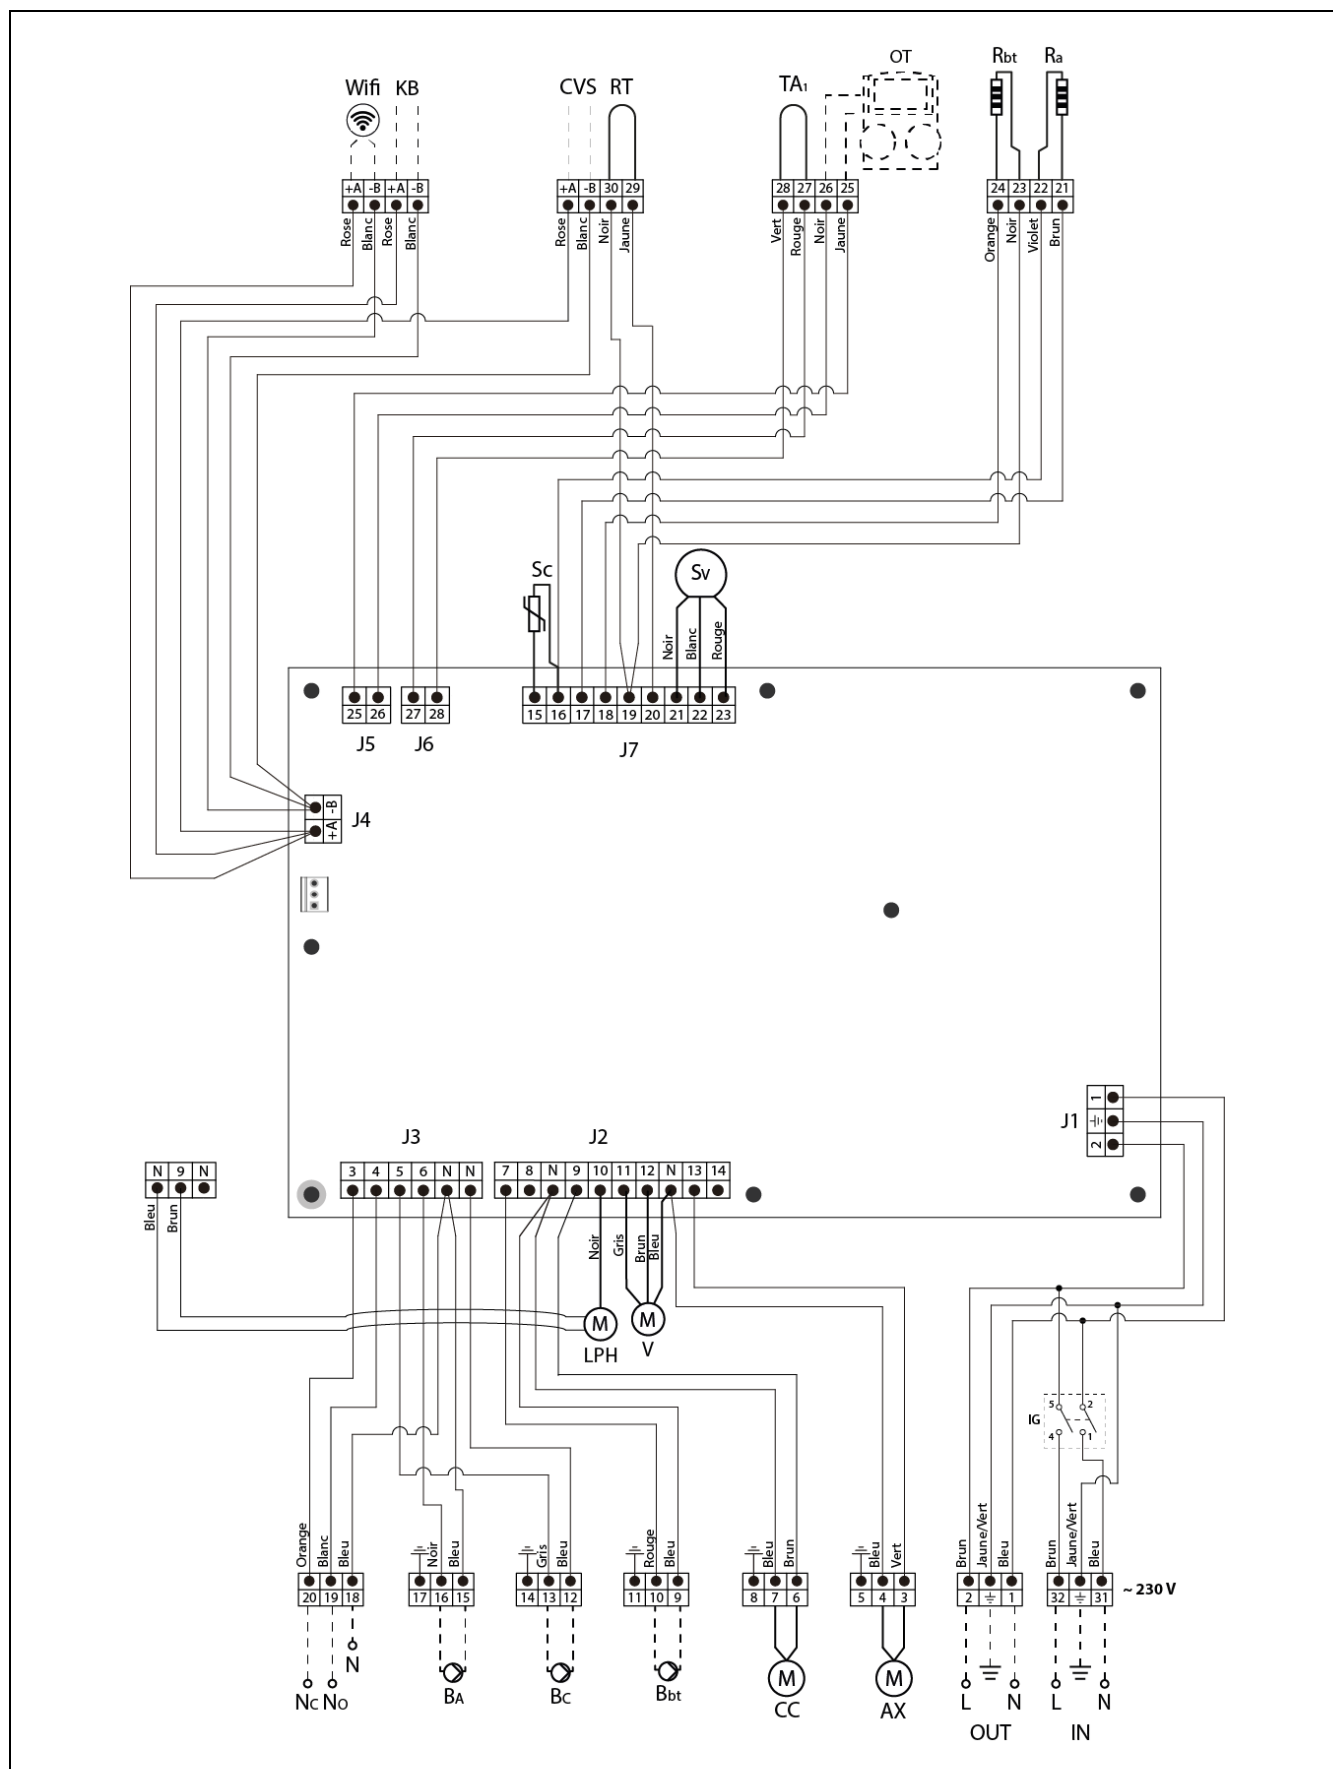 OT
Rbt Ra
Wifi KB CVS RT TA1
+A -B +A -B
+A -B 30 29
28 27 26 25
24 23 22 21
Rose Blanc Rose Blanc
Rose Blanc Noir Jaune
Vert Rouge Noir Jaune
Orange Noir Violet Brun
Sc Sv
Noir Blanc Rouge
25 26 27 28
15 16 17 18 19 20 21 22 23
J5 J6 J7
-B
+A
J4
1
J1
2
J3 J2
N 9 N
3 4 5 6 N N
7 8 N 9 10 11 12 N 13 14
Bleu Brun
Noir Gris Brun Bleu
M M
LPH V
5 2
IG
4 1
Orange Blanc Bleu
Noir Bleu
Gris Bleu
Rouge Bleu
Bleu Brun
Bleu Vert
Brun Jaune/Vert Bleu
Brun Jaune/Vert Bleu
20 19 18
17 16 15
14 13 12
11 10 9
8 7 6
5 4 3
2 1
32 31
~ 230 V
N
Nc No
BA Bc Bbt
M M
CC AX
L N L N
OUT IN